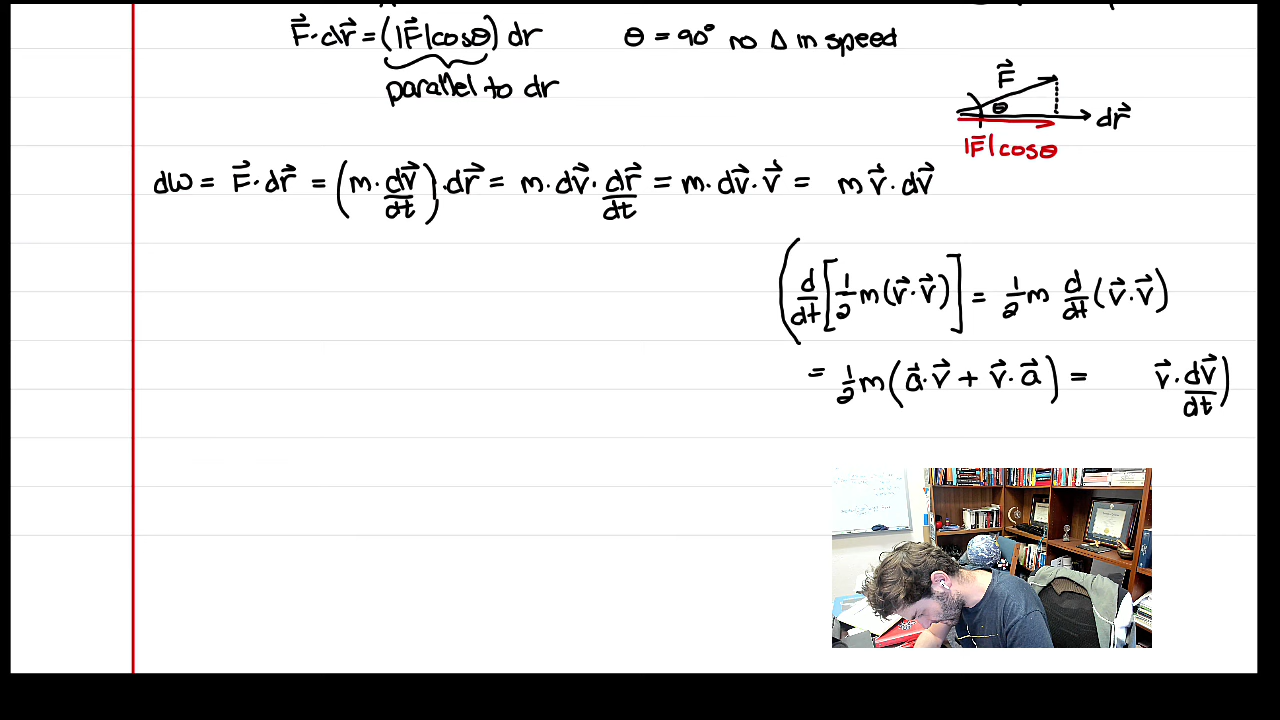 F⃗·dr⃗ = (|F⃗|cosθ) dr θ = 90° no Δ in speed
parallel to dr
F⃗
θ
dr⃗
|F⃗|cosθ
dW = F⃗·dr⃗ = (m·dv⃗/dt)·dr⃗ = m·dv⃗·dr⃗/dt = m·dv⃗·v⃗ = mv⃗·dv⃗
(d/dt[½m(v⃗·v⃗)] = ½m d/dt(v⃗·v⃗)
= ½m(a⃗·v⃗ + v⃗·a⃗) = v⃗·dv⃗/dt)